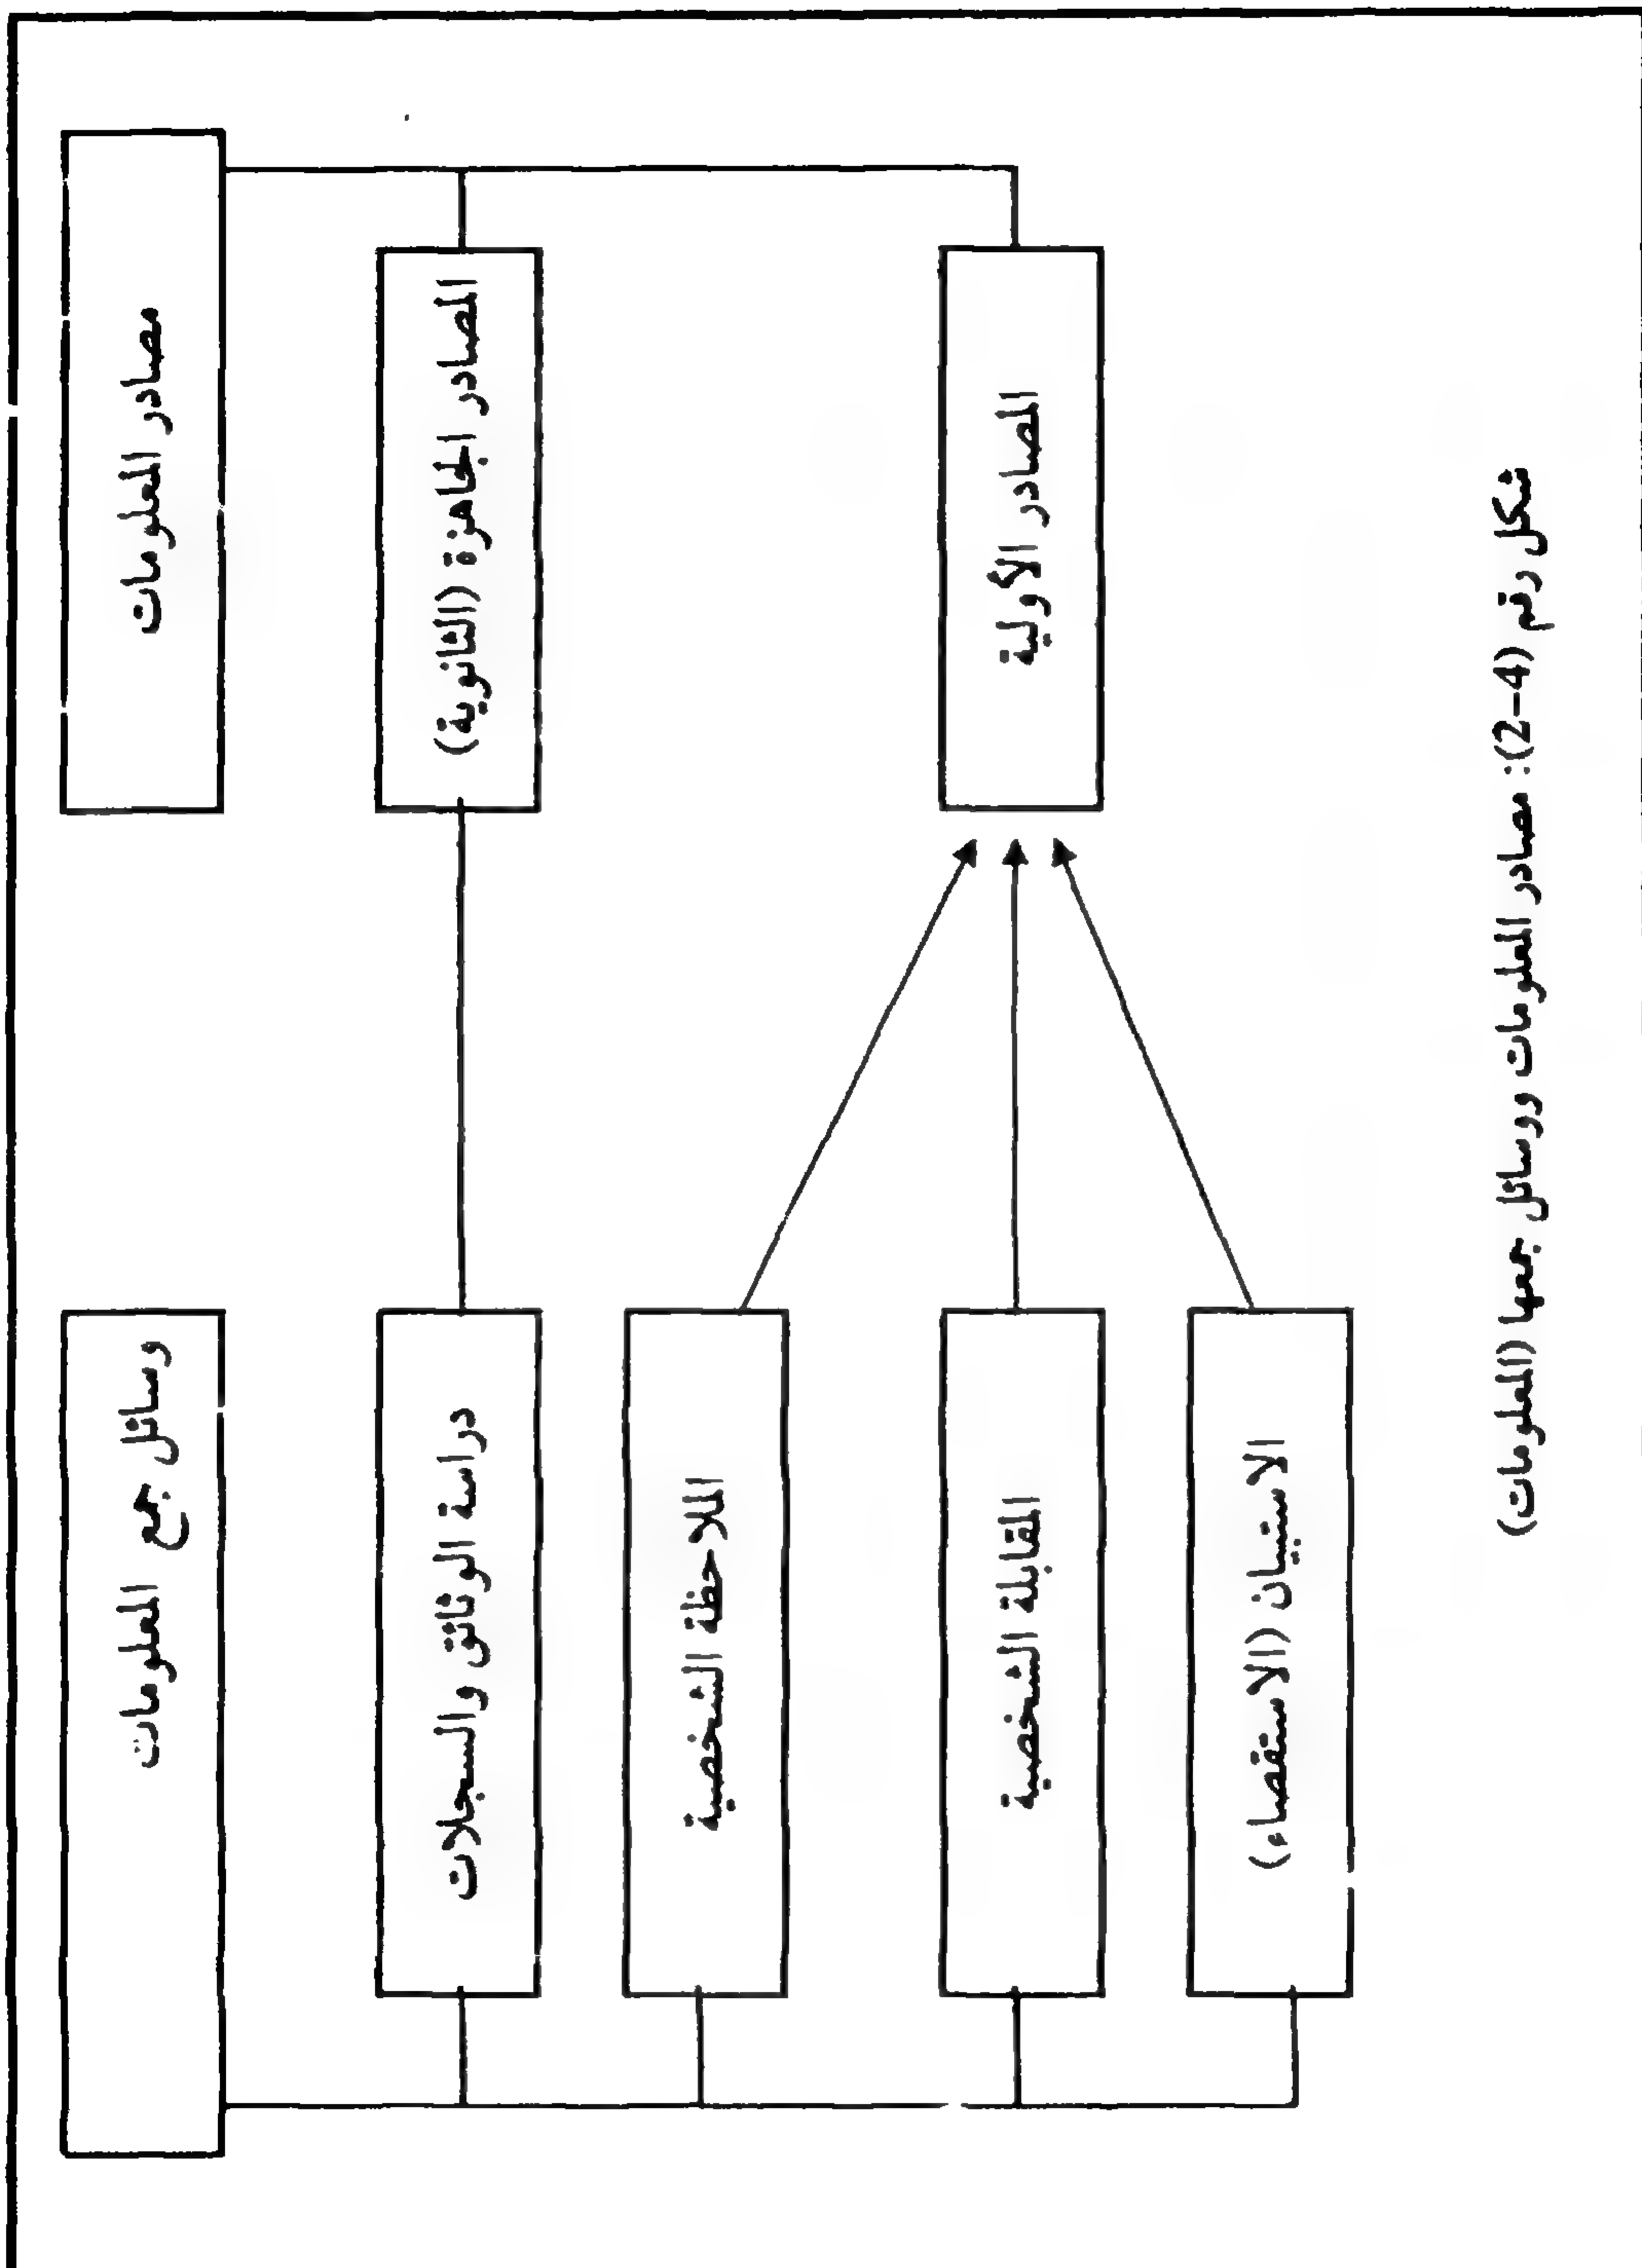 مصادر المعلومات
وسائل جمع المعلومات
المصادر الجاهزة (الثانوية)
دراسة الوثائق والسجلات
الملاحظة الشخصية
المصادر الأولية
المقابلة الشخصية
الاستبيان (الاستقصاء)
شكل رقم (4-2): مصادر المعلومات ووسائل جمعها (المعلومات)